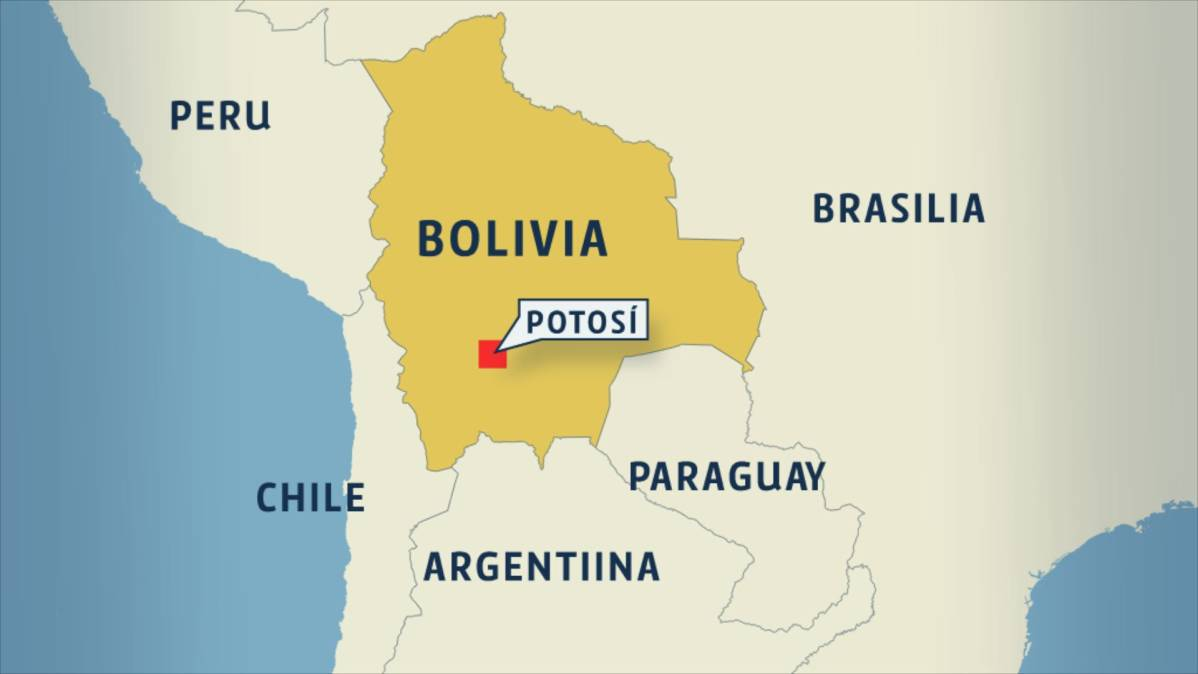 PERU
BRASILIA
BOLIVIA
POTOSÍ
PARAGUAY
CHILE
ARGENTIINA